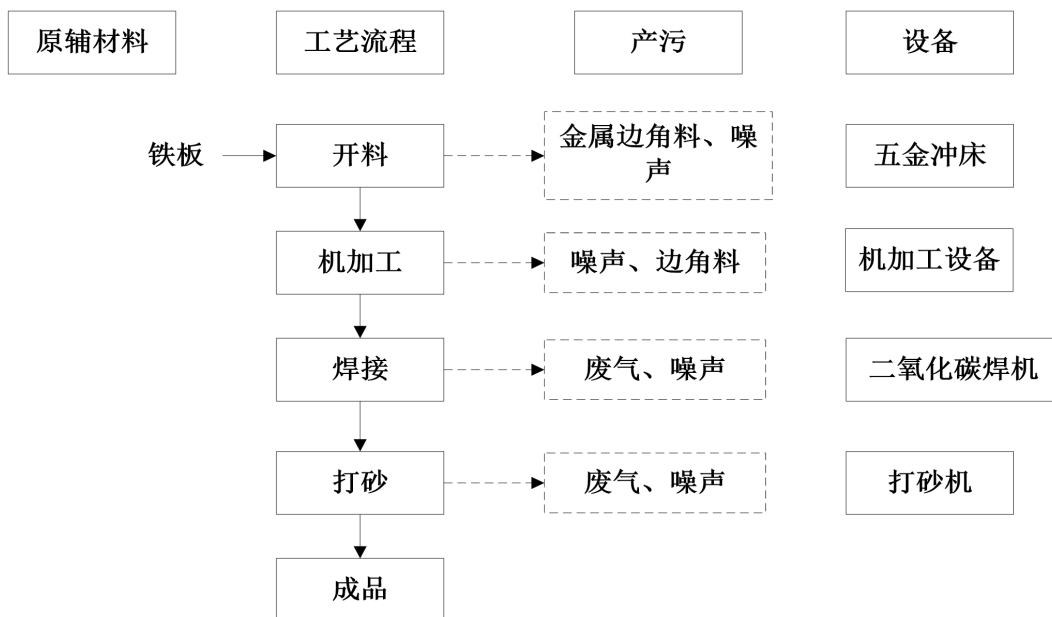 原辅材料
工艺流程
产污
设备
铁板
开料
金属边角料、噪
声
五金冲床
机加工
噪声、边角料
机加工设备
焊接
废气、噪声
二氧化碳焊机
打砂
废气、噪声
打砂机
成品